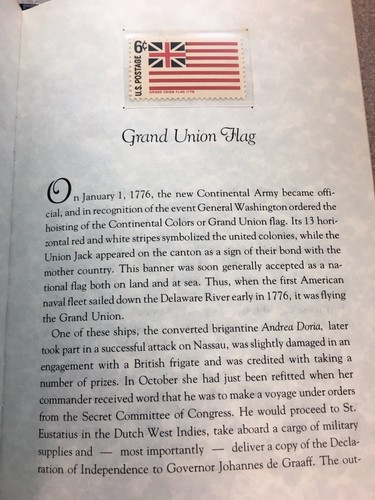 6¢
U.S. POSTAGE
GRAND UNION FLAG 1776
Grand Union Flag
On January 1, 1776, the new Continental Army became offi-
cial, and in recognition of the event General Washington ordered the
hoisting of the Continental Colors or Grand Union flag. Its 13 hori-
zontal red and white stripes symbolized the united colonies, while the
Union Jack appeared on the canton as a sign of their bond with the
mother country. This banner was soon generally accepted as a na-
tional flag both on land and at sea. Thus, when the first American
naval fleet sailed down the Delaware River early in 1776, it was flying
the Grand Union.
One of these ships, the converted brigantine Andrea Doria, later
took part in a successful attack on Nassau, was slightly damaged in an
engagement with a British frigate and was credited with taking a
number of prizes. In October she had just been refitted when her
commander received word that he was to make a voyage under orders
from the Secret Committee of Congress. He would proceed to St.
Eustatius in the Dutch West Indies, take aboard a cargo of military
supplies and — most importantly — deliver a copy of the Decla-
ration of Independence to Governor Johannes de Graaff. The out-